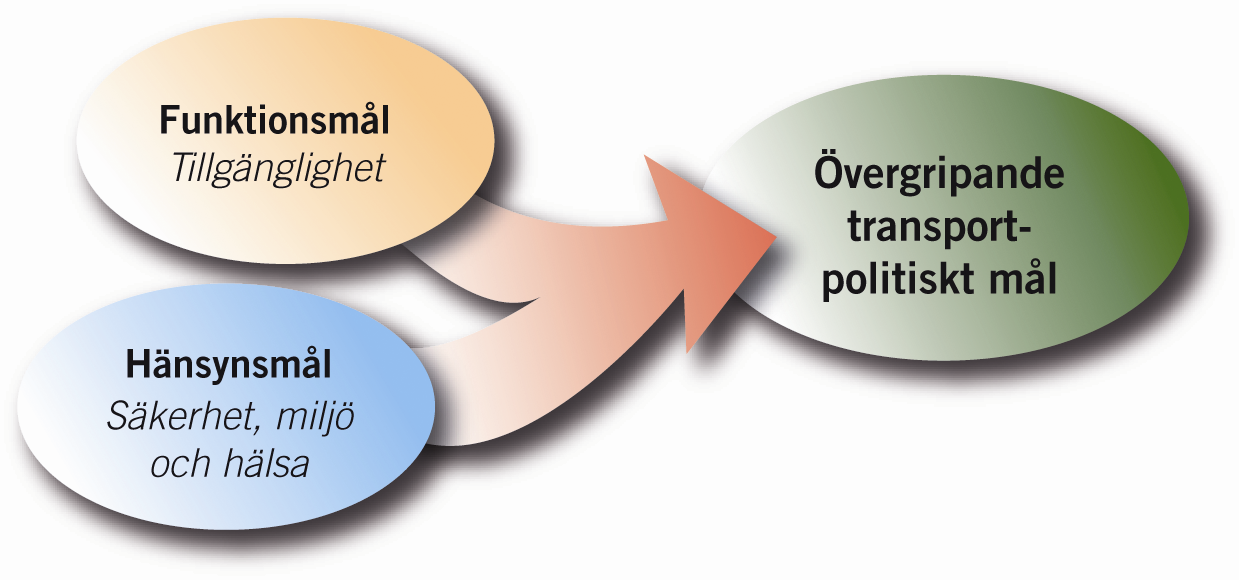 Funktionsmål
Tillgänglighet
Hänsynsmål
Säkerhet, miljö
och hälsa
Övergripande
transport-
politiskt mål